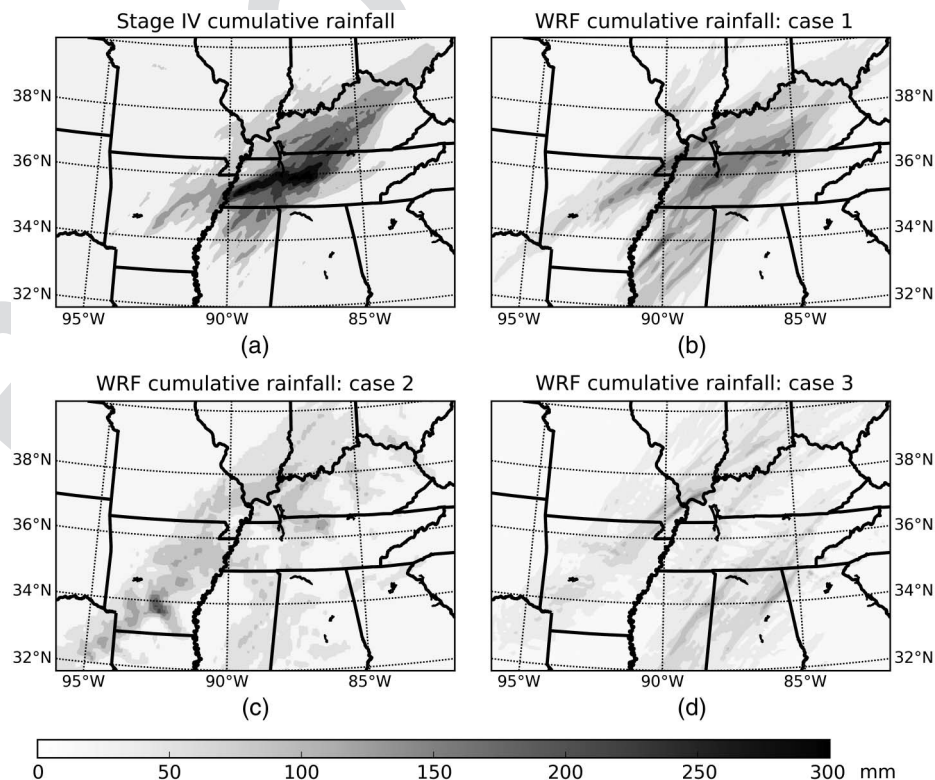 Stage IV cumulative rainfall
WRF cumulative rainfall: case 1
38°N
36°N
34°N
32°N
95°W 90°W 85°W
95°W 90°W 85°W
38°N
36°N
34°N
32°N
(a)
(b)
WRF cumulative rainfall: case 2
WRF cumulative rainfall: case 3
38°N
36°N
34°N
32°N
95°W 90°W 85°W
95°W 90°W 85°W
38°N
36°N
34°N
32°N
(c)
(d)
0 50 100 150 200 250 300 mm